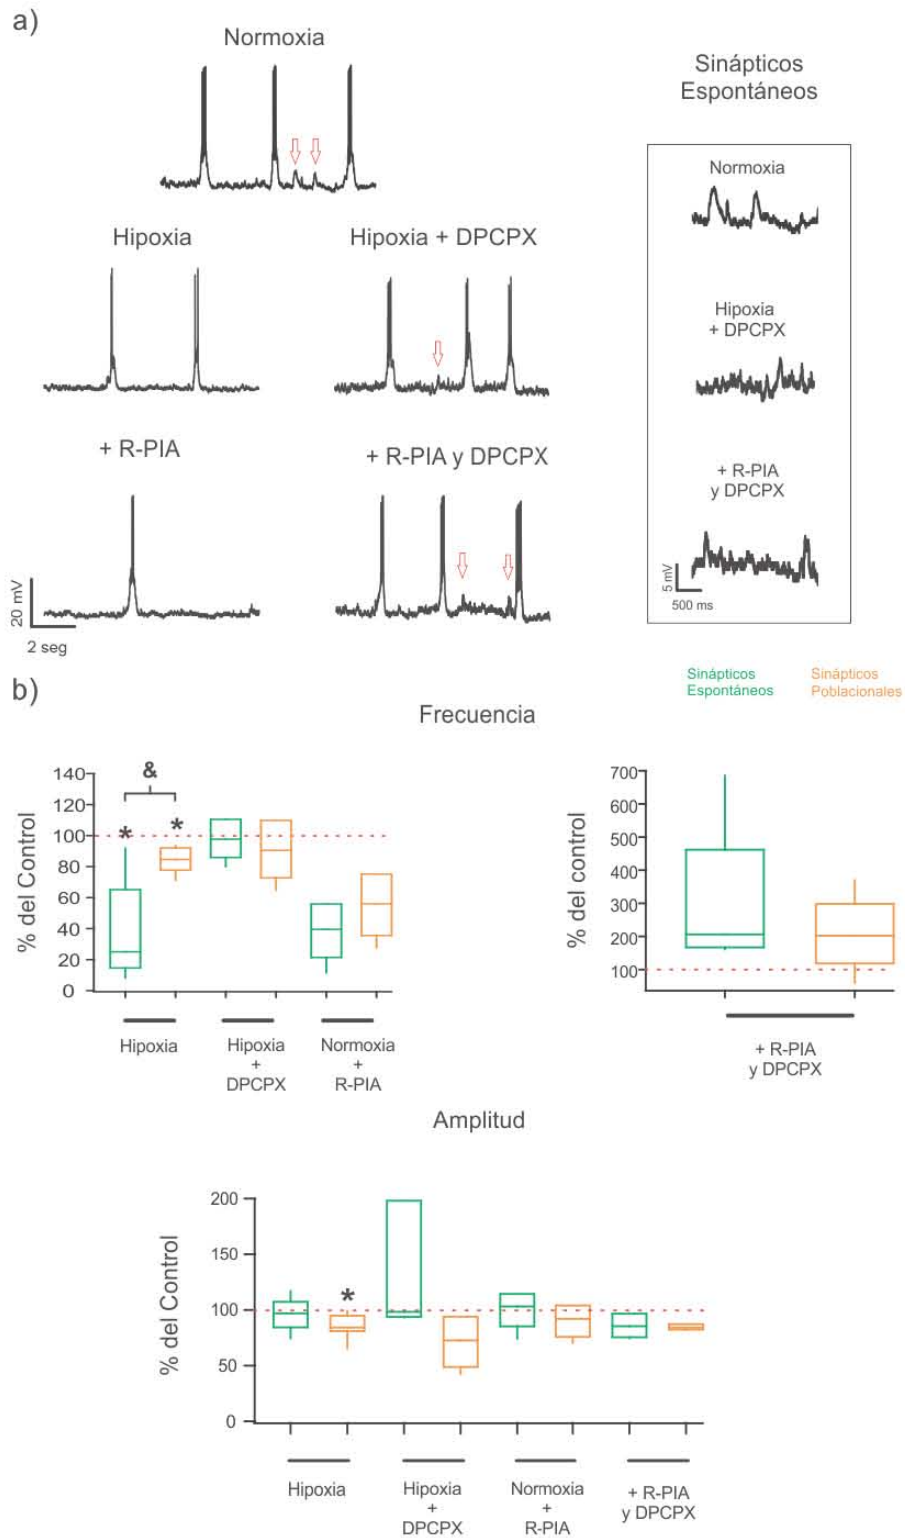 a)
Normoxia
Hipoxia
Hipoxia + DPCPX
+ R-PIA
+ R-PIA y DPCPX
20 mV
2 seg
Sinápticos
Espontáneos
Normoxia
Hipoxia
+ DPCPX
+ R-PIA
y DPCPX
5 mV
500 ms
b)
Sinápticos
Espontáneos
Sinápticos
Poblacionales
Frecuencia
% del Control
140
120
100
80
60
40
20
0
&
*
*
Hipoxia
Hipoxia
+
DPCPX
Normoxia
+
R-PIA
% del control
700
600
500
400
300
200
100
+ R-PIA
y DPCPX
Amplitud
% del Control
200
150
100
50
0
*
Hipoxia
Hipoxia
+
DPCPX
Normoxia
+
R-PIA
+ R-PIA
y DPCPX